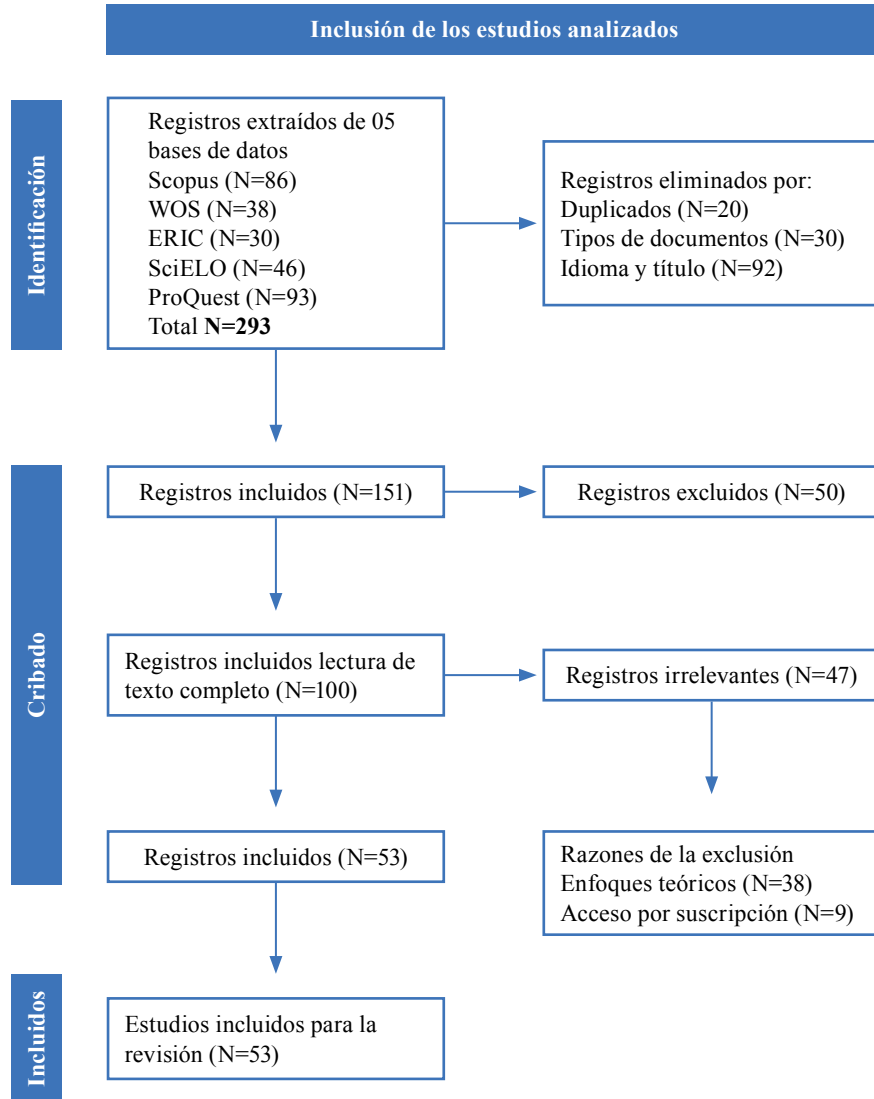 Inclusión de los estudios analizados
Identificación
Registros extraídos de 05
bases de datos
Scopus (N=86)
WOS (N=38)
ERIC (N=30)
SciELO (N=46)
ProQuest (N=93)
Total N=293
Registros eliminados por:
Duplicados (N=20)
Tipos de documentos (N=30)
Idioma y título (N=92)
Cribado
Registros incluidos (N=151)
Registros excluidos (N=50)
Registros incluidos lectura de
texto completo (N=100)
Registros irrelevantes (N=47)
Registros incluidos (N=53)
Razones de la exclusión
Enfoques teóricos (N=38)
Acceso por suscripción (N=9)
Incluidos
Estudios incluidos para la
revisión (N=53)